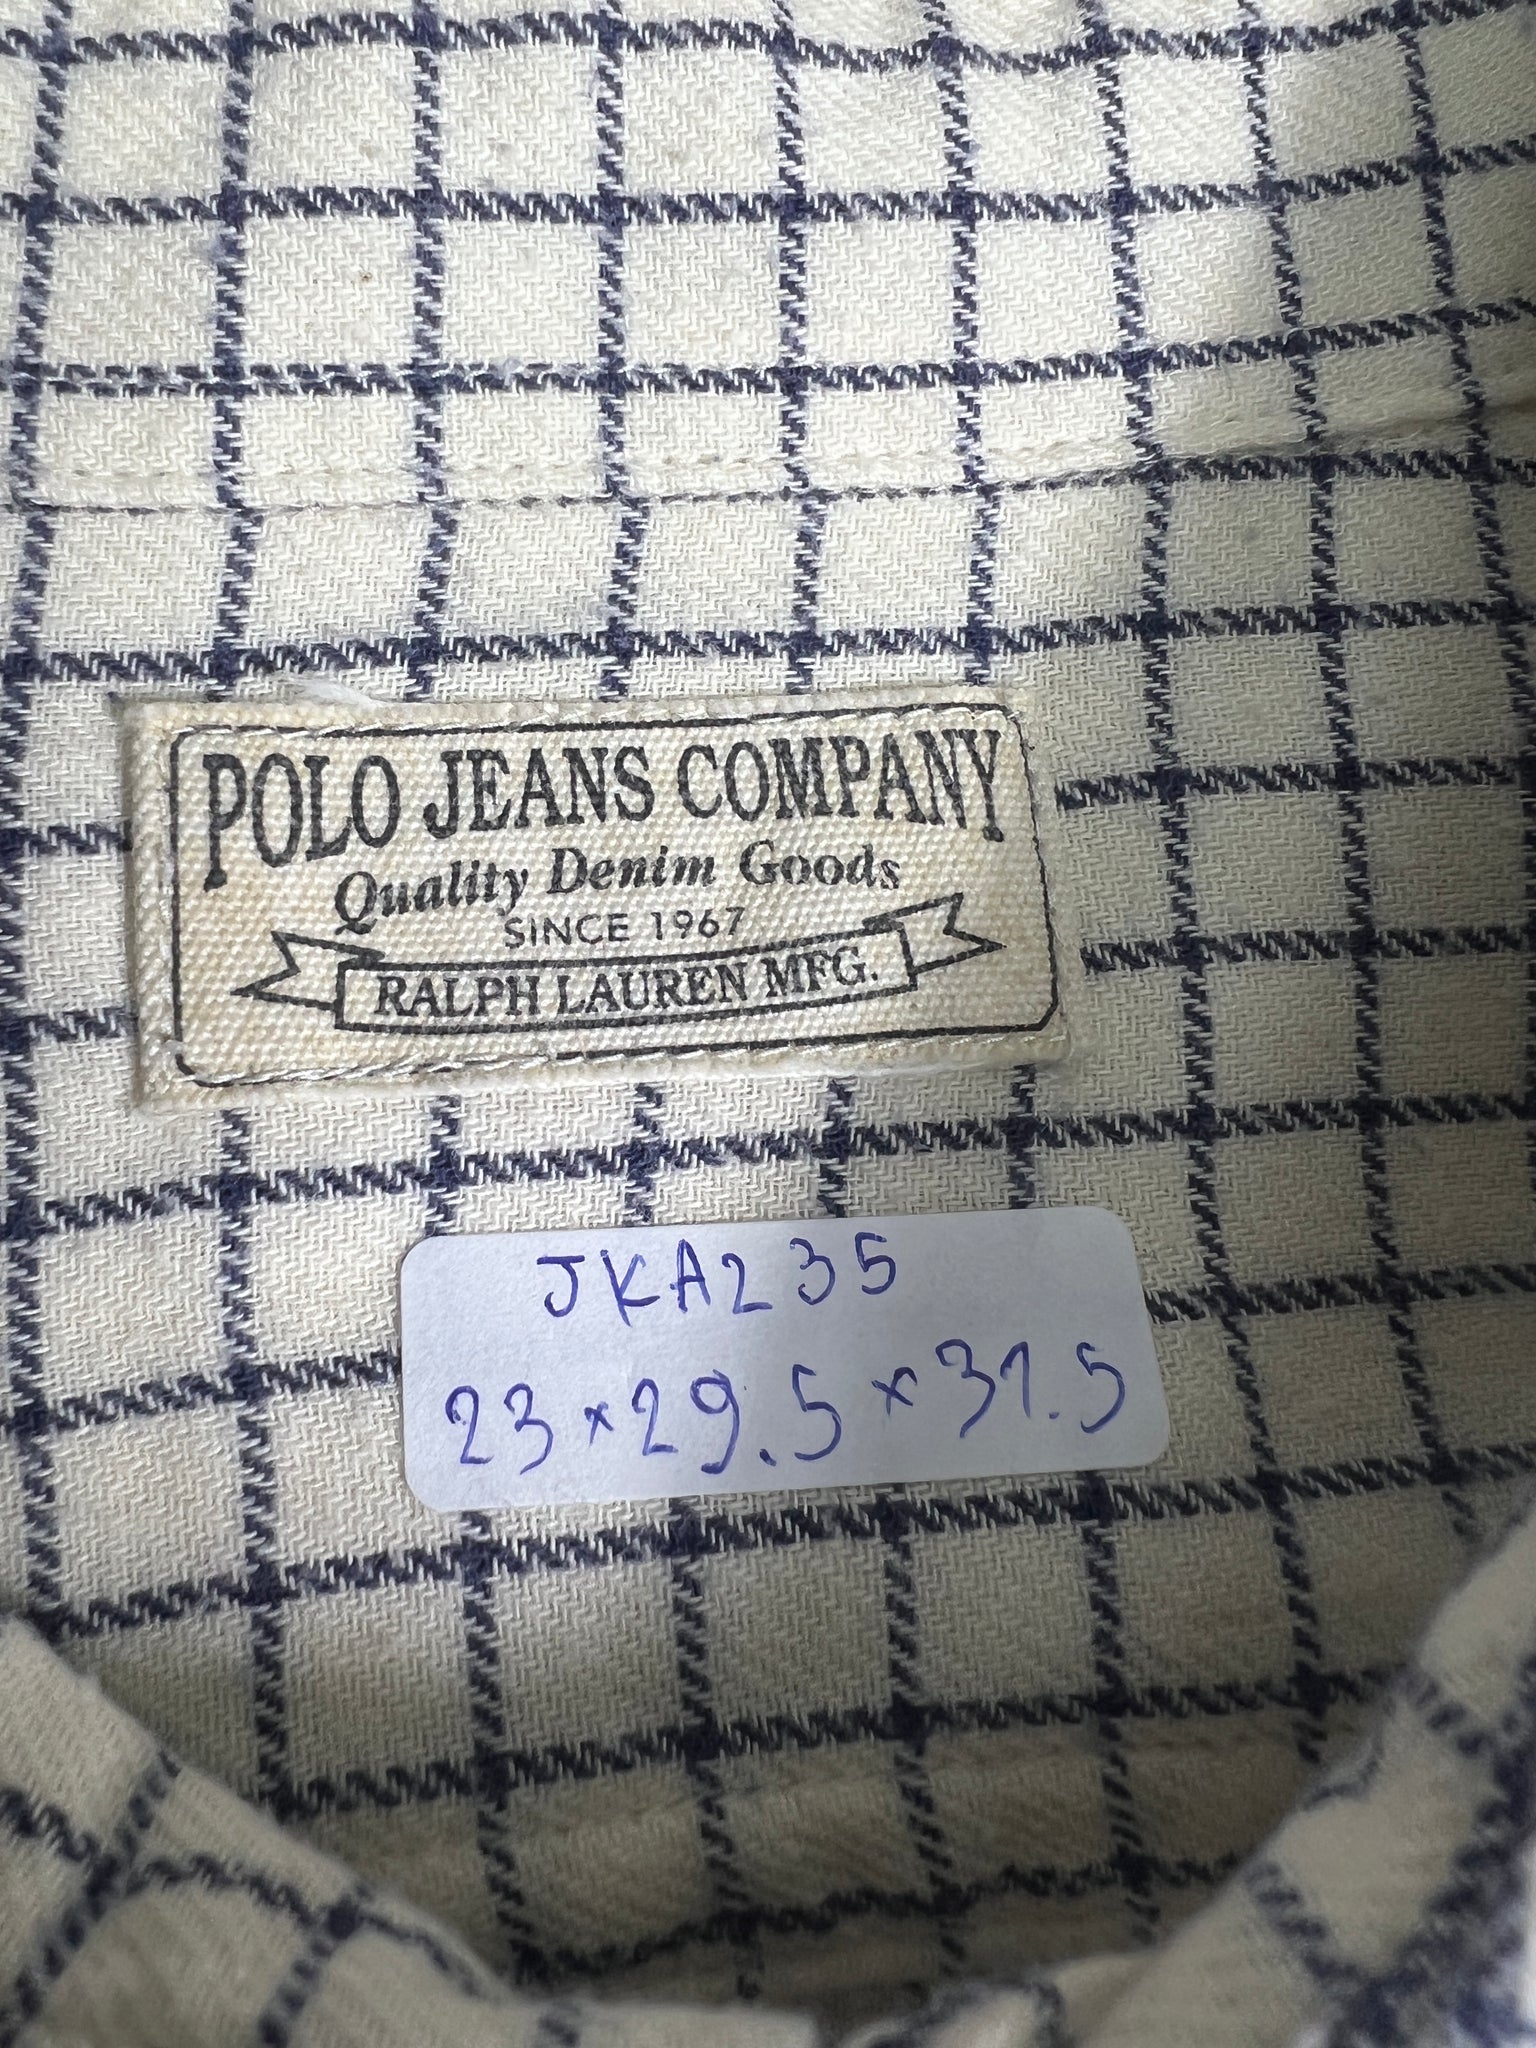 POLO JEANS COMPANY
Quality Denim Goods
SINCE 1967
RALPH LAUREN MFG.
JKA235
23×29.5×31.5